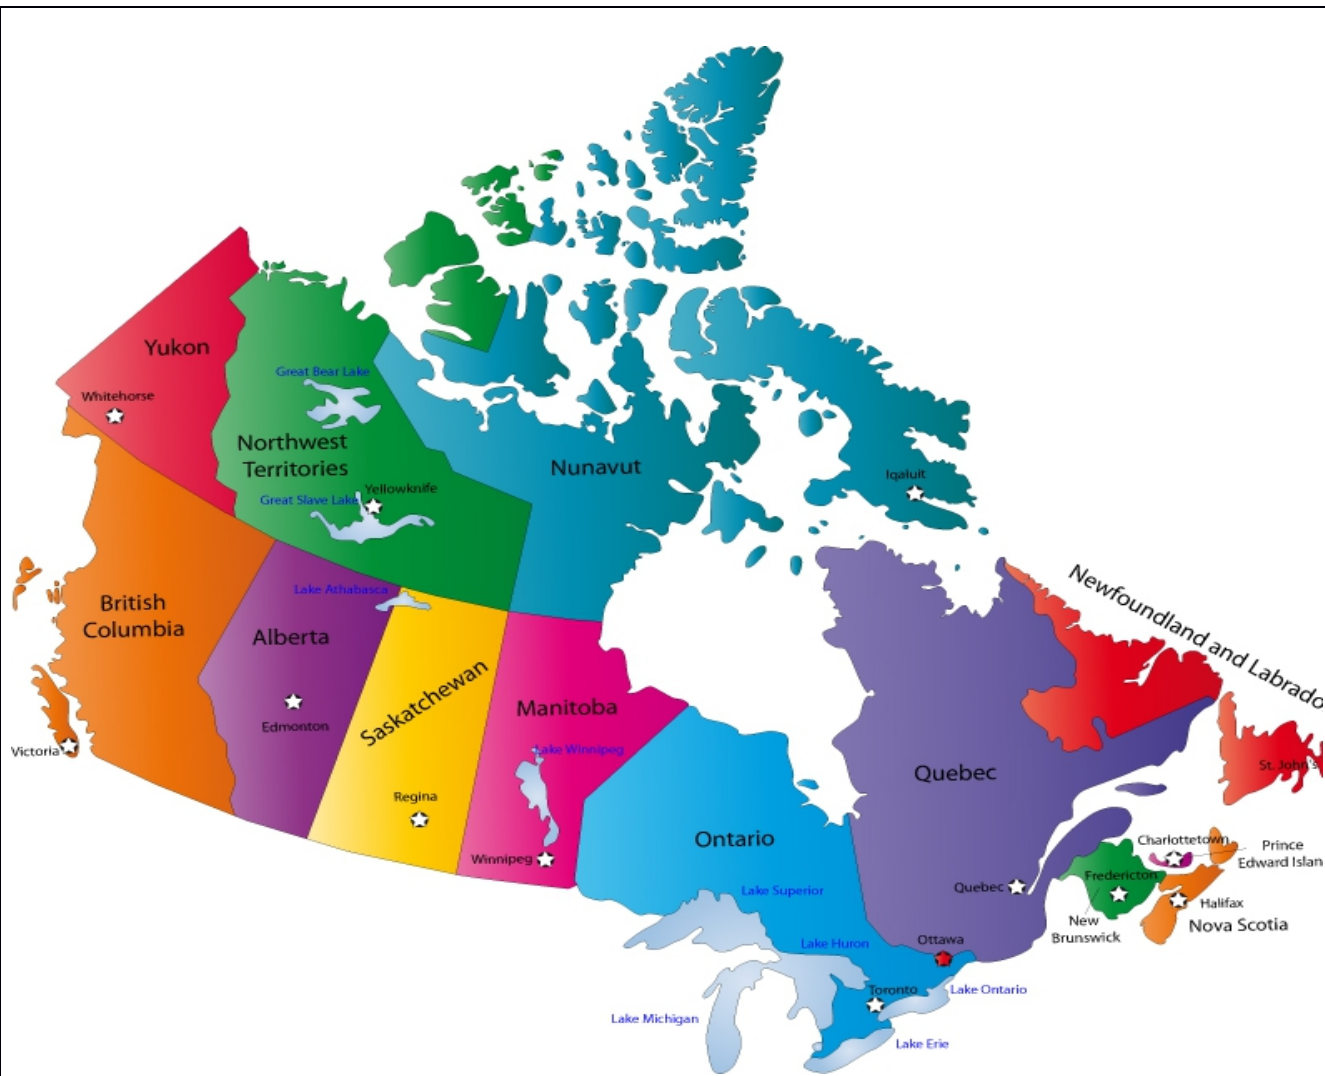 Yukon
Whitehorse
Great Bear Lake
Northwest
Territories
Great Slave Lake
Yellowknife
Nunavut
Iqaluit
British
Columbia
Victoria
Lake Athabasca
Alberta
Edmonton
Saskatchewan
Regina
Manitoba
Lake Winnipeg
Winnipeg
Ontario
Lake Superior
Lake Huron
Lake Michigan
Toronto
Ottawa
Lake Ontario
Lake Erie
Quebec
Quebec
Newfoundland and Labrado
St. John's
Charlottetown
Prince
Edward Islan
Fredericton
New
Brunswick
Halifax
Nova Scotia